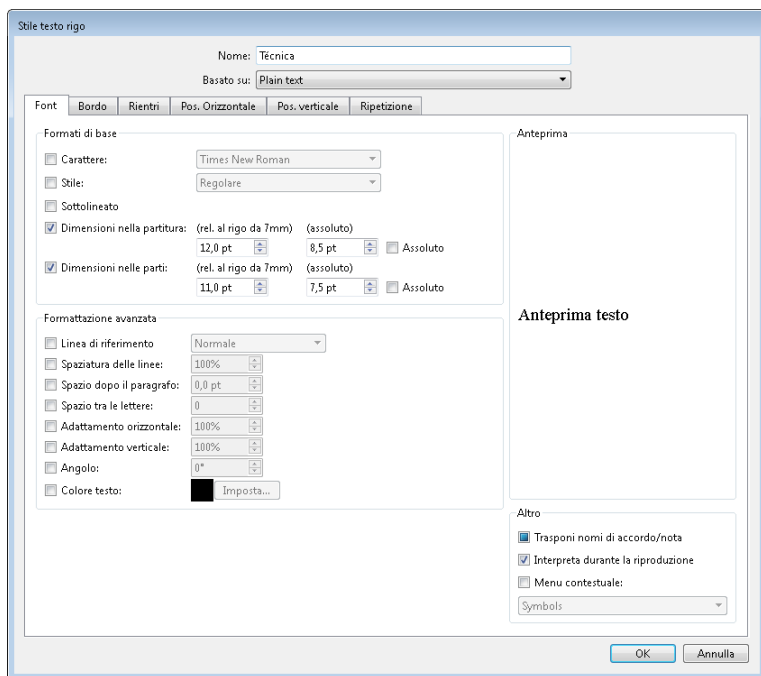 Stile testo rigo
Nome: Técnica
Basato su: Plain text
Font Bordo Rientri Pos. Orizzontale Pos. verticale Ripetizione
Formati di base
Carattere: Times New Roman
Stile: Regolare
Sottolineato
Dimensioni nella partitura: (rel. al rigo da 7mm) (assoluto)
12,0 pt 8,5 pt Assoluto
Dimensioni nelle parti: (rel. al rigo da 7mm) (assoluto)
11,0 pt 7,5 pt Assoluto
Formattazione avanzata
Linea di riferimento Normale
Spaziatura delle linee: 100%
Spazio dopo il paragrafo: 0,0 pt
Spazio tra le lettere: 0
Adattamento orizzontale: 100%
Adattamento verticale: 100%
Angolo: 0°
Colore testo: Imposta...
Anteprima
Anteprima testo
Altro
Trasponi nomi di accordo/nota
Interpreta durante la riproduzione
Menu contestuale:
Symbols
OK Annulla